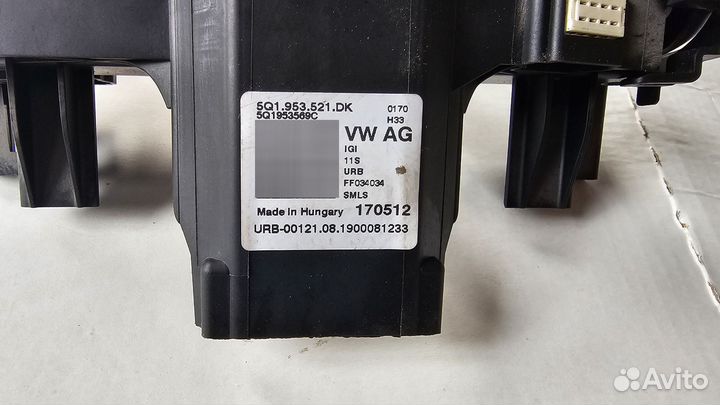 5Q1.953.521.DK 0170
5Q1953569C H33
VW AG
IGI
11S
URB
FF034034
SMLS
Made in Hungary 170512
URB-00121.08.1900081233
Avito